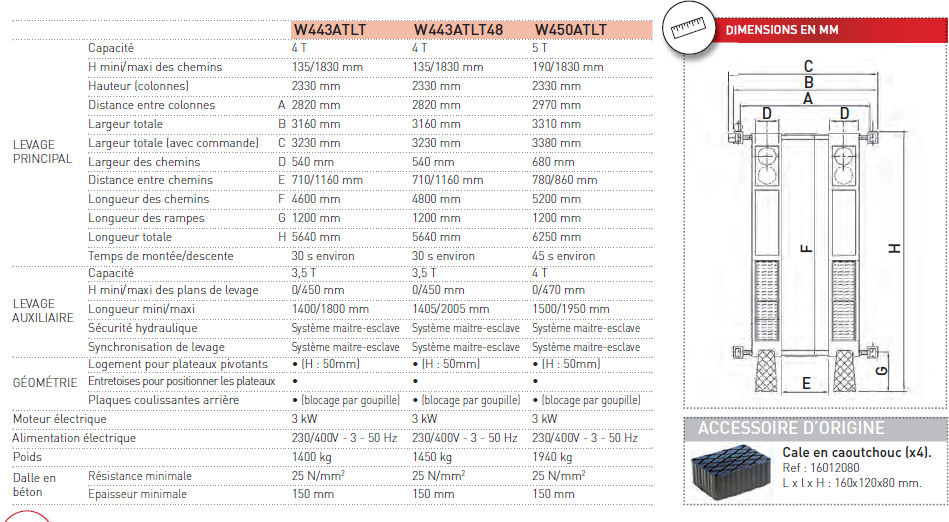 W443ATLT W443ATLT48 W450ATLT
LEVAGE PRINCIPAL
Capacité 4 T 4 T 5 T
H mini/maxi des chemins 135/1830 mm 135/1830 mm 190/1830 mm
Hauteur (colonnes) 2330 mm 2330 mm 2330 mm
Distance entre colonnes A 2820 mm 2820 mm 2970 mm
Largeur totale B 3160 mm 3160 mm 3310 mm
Largeur totale (avec commande) C 3230 mm 3230 mm 3380 mm
Largeur des chemins D 540 mm 540 mm 680 mm
Distance entre chemins E 710/1160 mm 710/1160 mm 780/860 mm
Longueur des chemins F 4600 mm 4800 mm 5200 mm
Longueur des rampes G 1200 mm 1200 mm 1200 mm
Longueur totale H 5640 mm 5640 mm 6250 mm
Temps de montée/descente 30 s environ 30 s environ 45 s environ
LEVAGE AUXILIAIRE
Capacité 3,5 T 3,5 T 4 T
H mini/maxi des plans de levage 0/450 mm 0/450 mm 0/470 mm
Longueur mini/maxi 1400/1800 mm 1405/2005 mm 1500/1950 mm
Sécurité hydraulique Système maitre-esclave Système maitre-esclave Système maitre-esclave
Synchronisation de levage Système maitre-esclave Système maitre-esclave Système maitre-esclave
GÉOMÉTRIE
Logement pour plateaux pivotants • (H : 50mm) • (H : 50mm) • (H : 50mm)
Entretoises pour positionner les plateaux • • •
Plaques coulissantes arrière • (blocage par goupille) • (blocage par goupille) • (blocage par goupille)
Moteur électrique 3 kW 3 kW 3 kW
Alimentation électrique 230/400V - 3 - 50 Hz 230/400V - 3 - 50 Hz 230/400V - 3 - 50 Hz
Poids 1400 kg 1450 kg 1940 kg
Dalle en béton
Résistance minimale 25 N/mm² 25 N/mm² 25 N/mm²
Epaisseur minimale 150 mm 150 mm 150 mm
DIMENSIONS EN MM
C
B
A
D D
F
H
G
E
ACCESSOIRE D'ORIGINE
Cale en caoutchouc (x4).
Ref : 16012080
L x l x H : 160x120x80 mm.